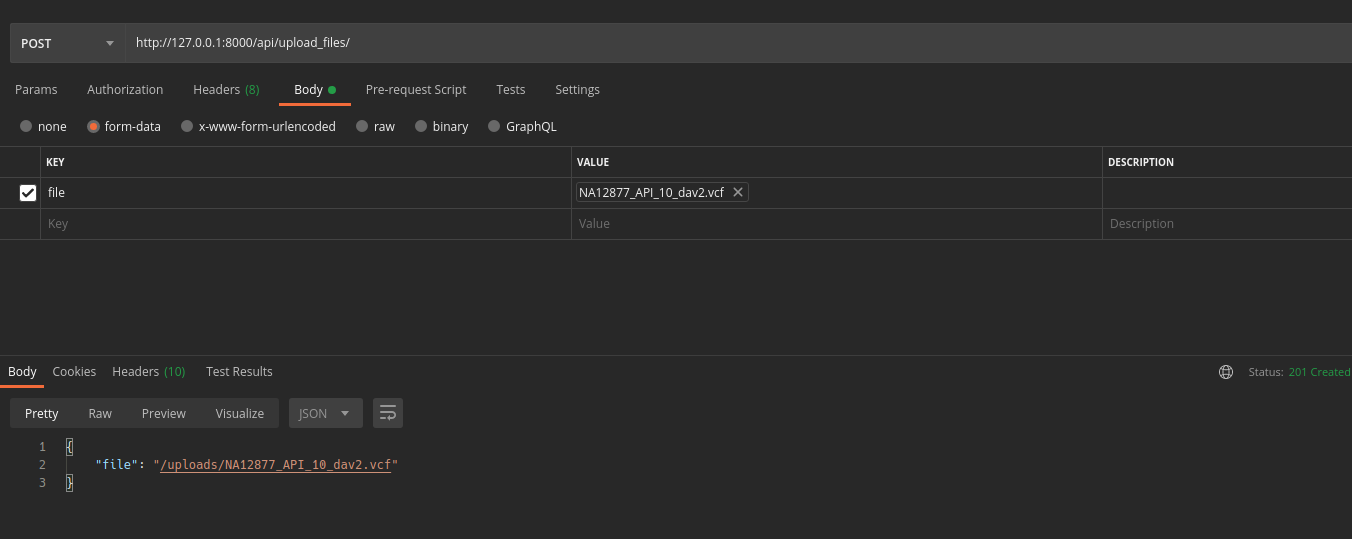 POST http://127.0.0.1:8000/api/upload_files/
Params Authorization Headers (8) Body Pre-request Script Tests Settings
none form-data x-www-form-urlencoded raw binary GraphQL
KEY VALUE DESCRIPTION
file NA12877_API_10_dav2.vcf
Key Value Description
Body Cookies Headers (10) Test Results Status: 201 Created
Pretty Raw Preview Visualize JSON
1 {
2 "file": "/uploads/NA12877_API_10_dav2.vcf"
3 }